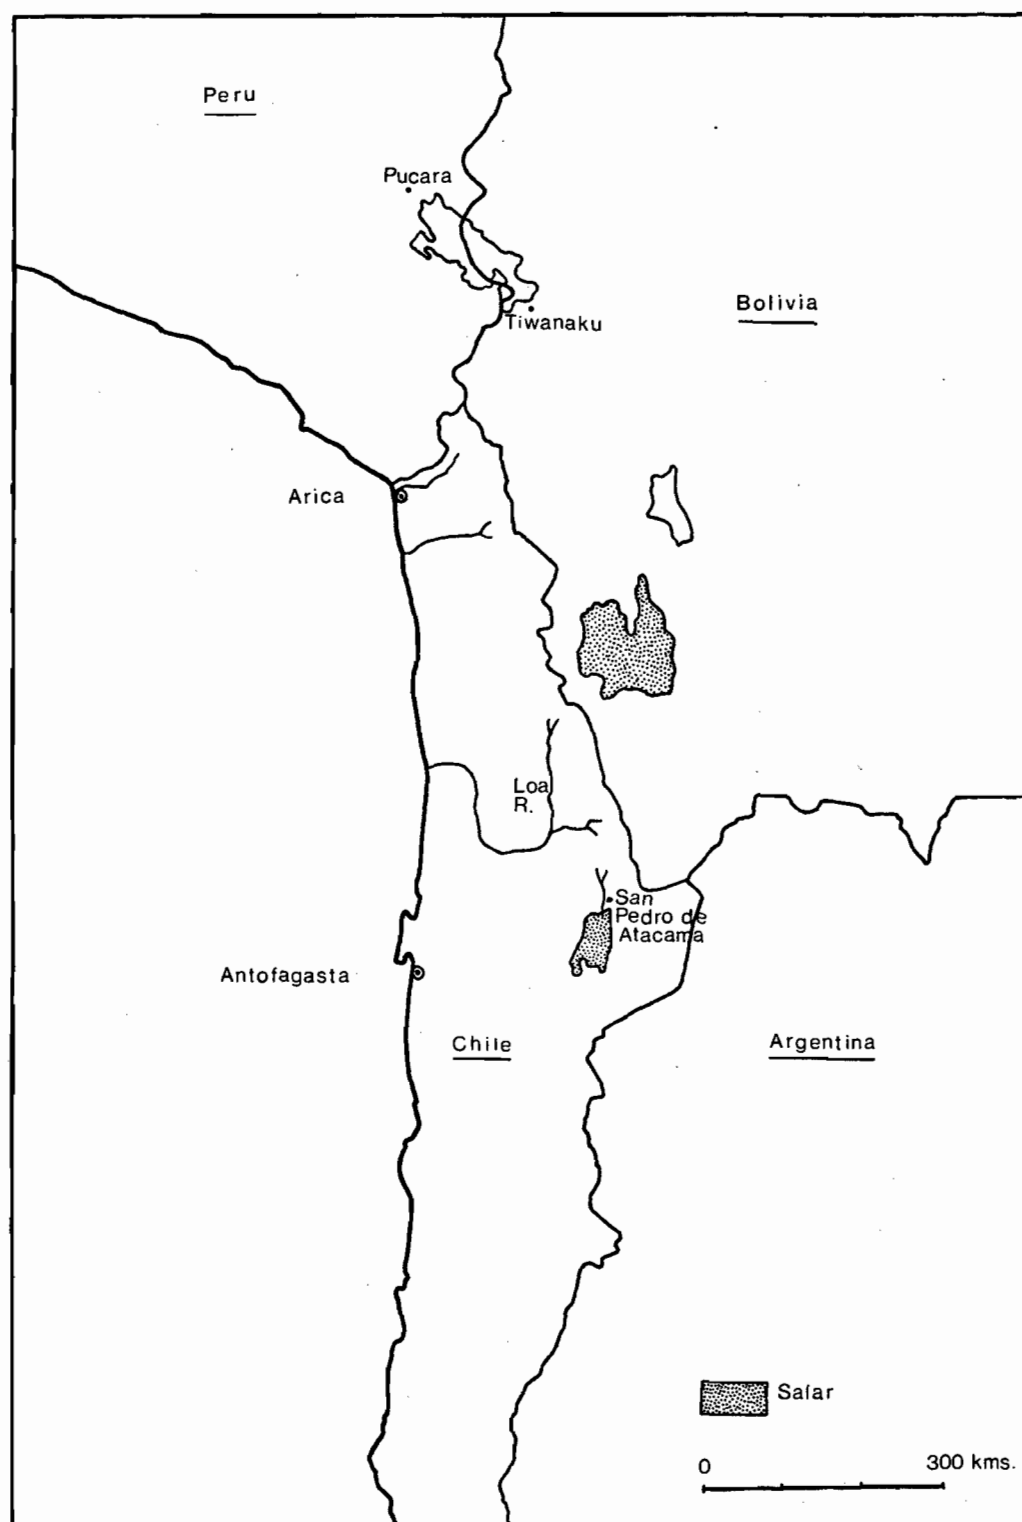 Peru
Pucara
Bolivia
Tiwanaku
Arica
Loa
R.
San
Pedro de
Atacama
Antofagasta
Chile
Argentina
Salar
0 300 kms.